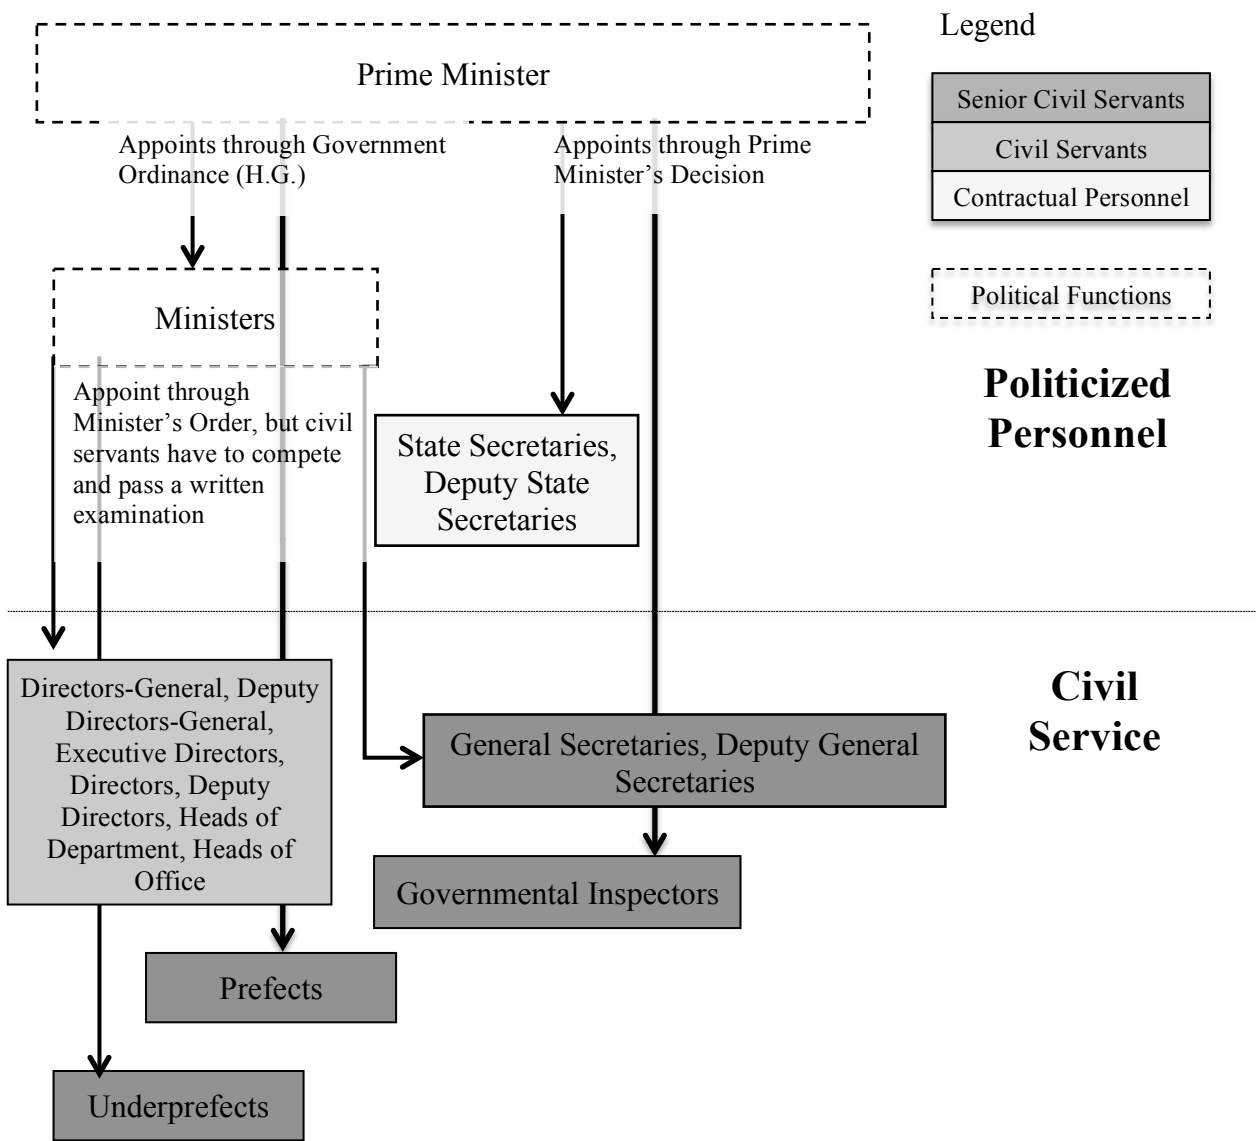 Legend
Prime Minister
Senior Civil Servants
Civil Servants
Contractual Personnel
Appoints through Government
Ordinance (H.G.)
Appoints through Prime
Minister’s Decision
Political Functions
Ministers
Politicized
Personnel
Appoint through
Minister’s Order, but civil
servants have to compete
and pass a written
examination
State Secretaries,
Deputy State
Secretaries
Civil
Service
Directors-General, Deputy
Directors-General,
Executive Directors,
Directors, Deputy
Directors, Heads of
Department, Heads of
Office
General Secretaries, Deputy General
Secretaries
Governmental Inspectors
Prefects
Underprefects